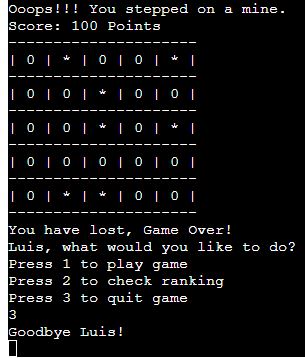 Ooops!!! You stepped on a mine.
Score: 100 Points
-------------------------
| 0 | * | 0 | 0 | * |
-------------------------
| 0 | 0 | * | 0 | 0 |
-------------------------
| 0 | 0 | * | 0 | * |
-------------------------
| 0 | 0 | 0 | 0 | 0 |
-------------------------
| 0 | * | * | 0 | 0 |
-------------------------
You have lost, Game Over!
Luis, what would you like to do?
Press 1 to play game
Press 2 to check ranking
Press 3 to quit game
3
Goodbye Luis!